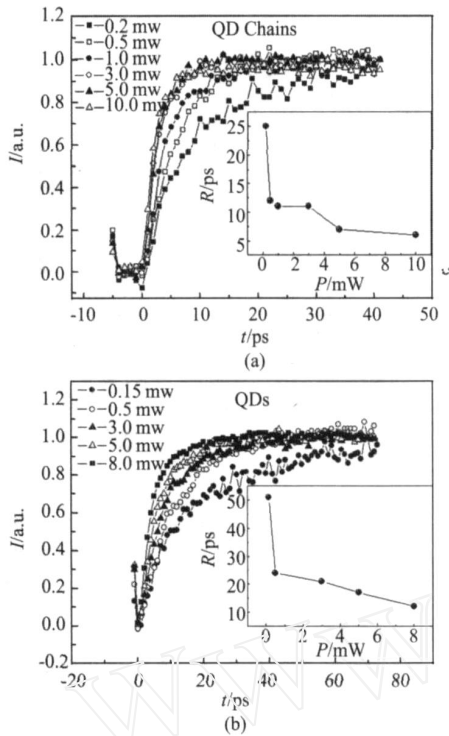 QD Chains
0.2 mw
0.5 mw
1.0 mw
3.0 mw
5.0 mw
10.0 mw
I/a.u.
1.2
1.0
0.8
0.6
0.4
0.2
0.0
R/ps
25
20
15
10
5
0 2 4 6 8 10
P/mW
-10 0 10 20 30 40 50
t/ps
(a)
c
QDs
0.15 mw
0.5 mw
3.0 mw
5.0 mw
8.0 mw
I/a.u.
1.2
1.0
0.8
0.6
0.4
0.2
0.0
-0.2
R/ps
50
40
30
20
10
0 2 4 6 8
P/mW
-20 0 20 40 60 80
t/ps
(b)
WWW